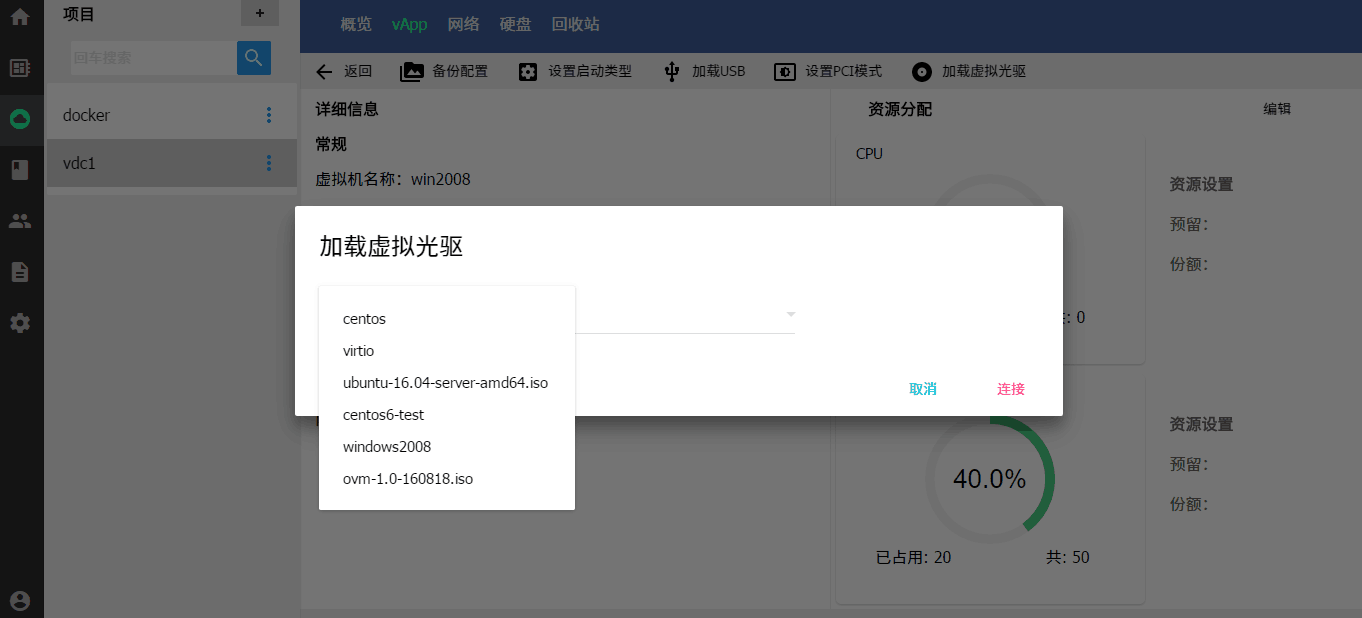 项目
+
回车搜索
docker
vdc1
概览 vApp 网络 硬盘 回收站
返回 备份配置 设置启动类型 加载USB 设置PCI模式 加载虚拟光驱
详细信息
常规
虚拟机名称：win2008
资源分配 编辑
CPU
资源设置
预留：
份额：
: 0
加载虚拟光驱
centos
virtio
ubuntu-16.04-server-amd64.iso
centos6-test
windows2008
ovm-1.0-160818.iso
取消 连接
40.0%
已占用: 20 共: 50
资源设置
预留：
份额：